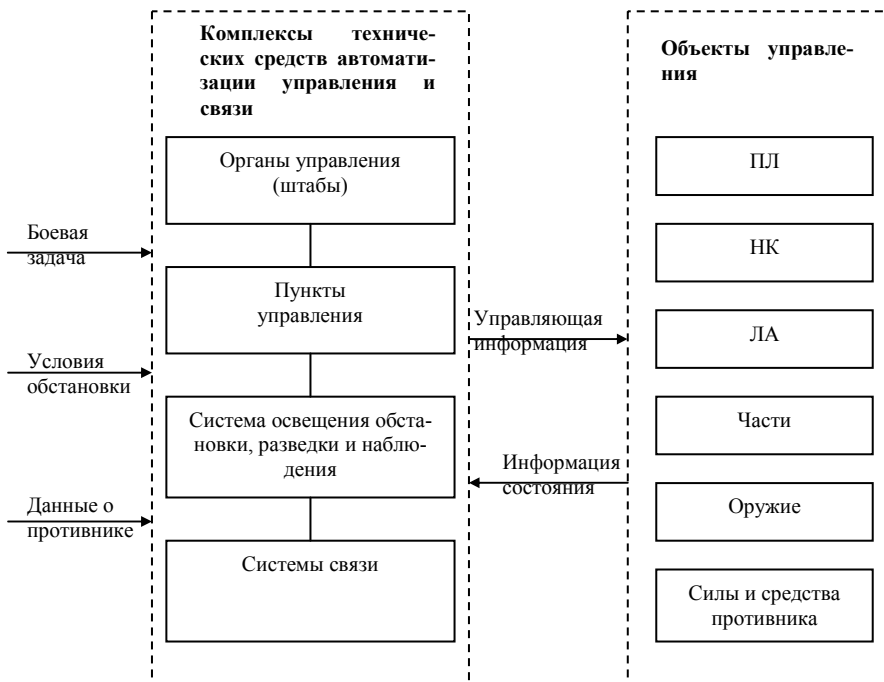 Комплексы техниче-
ских средств автомати-
зации управления и
связи
Органы управления
(штабы)
Пункты
управления
Система освещения обста-
новки, разведки и наблю-
дения
Системы связи
Боевая
задача
Условия
обстановки
Данные о
противнике
Управляющая
информация
Информация
состояния
Объекты управле-
ния
ПЛ
НК
ЛА
Части
Оружие
Силы и средства
противника